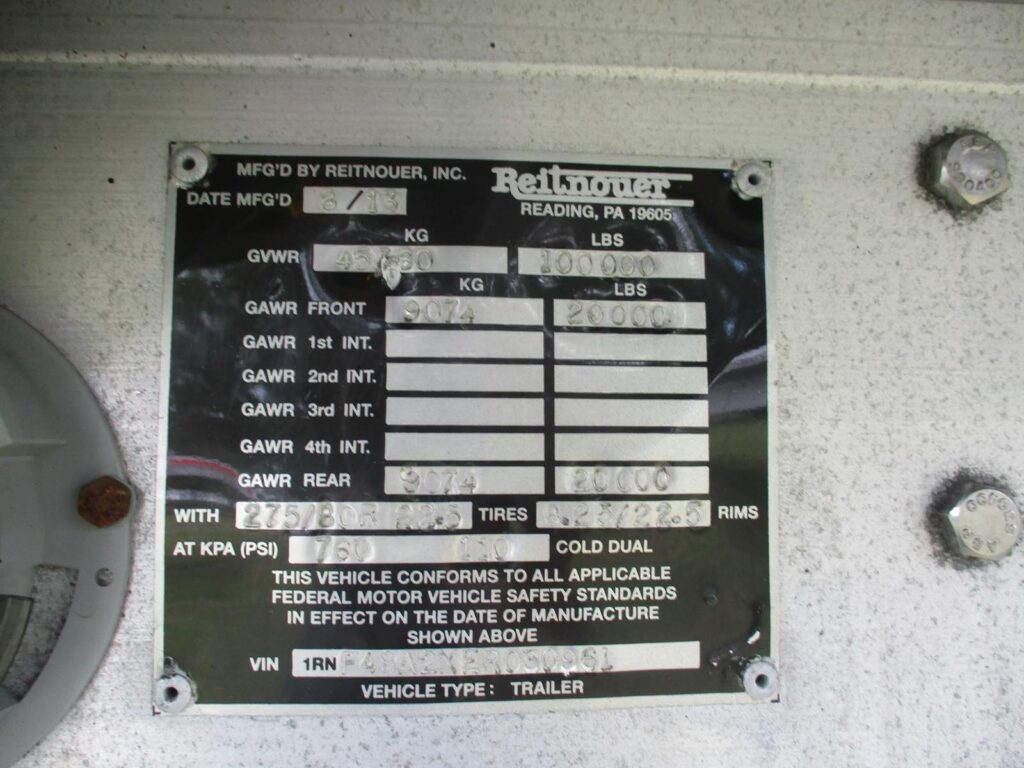 MFG'D BY REITNOUER, INC. Reitnouer
DATE MFG'D 8/13 READING, PA 19605
KG LBS
GVWR 100000
KG LBS
GAWR FRONT 9074 20000
GAWR 1st INT.
GAWR 2nd INT.
GAWR 3rd INT.
GAWR 4th INT.
GAWR REAR 9074 20000
WITH 275/80R 22.5 TIRES 8.25/22.5 RIMS
AT KPA (PSI) 760 110 COLD DUAL
THIS VEHICLE CONFORMS TO ALL APPLICABLE
FEDERAL MOTOR VEHICLE SAFETY STANDARDS
IN EFFECT ON THE DATE OF MANUFACTURE
SHOWN ABOVE
VIN 1RN
VEHICLE TYPE: TRAILER